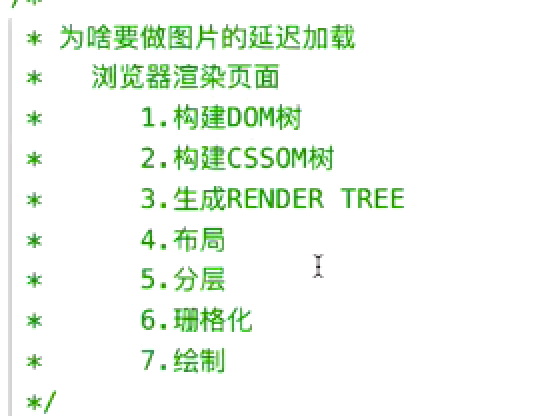 /*
* 为啥要做图片的延迟加载
* 浏览器渲染页面
* 1.构建DOM树
* 2.构建CSSOM树
* 3.生成RENDER TREE
* 4.布局
* 5.分层
* 6.珊格化
* 7.绘制
*/